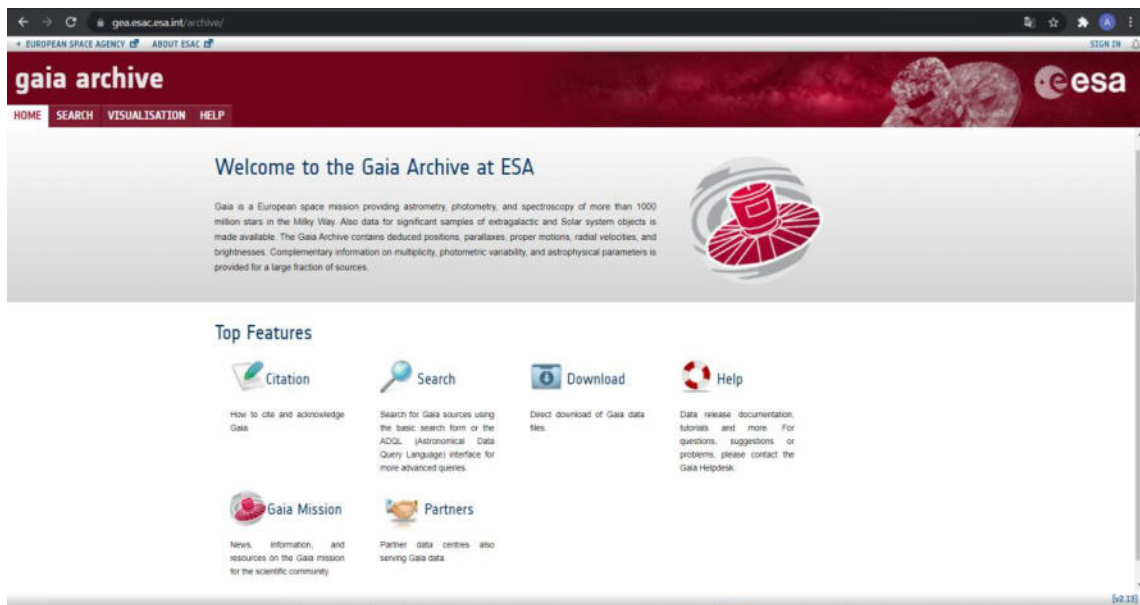 gea.esac.esa.int/archive/
A
+ EUROPEAN SPACE AGENCY ABOUT ESAC SIGN IN
gaia archive
esa
HOME SEARCH VISUALISATION HELP
Welcome to the Gaia Archive at ESA
Gaia is a European space mission providing astrometry, photometry, and spectroscopy of more than 1000
million stars in the Milky Way. Also data for significant samples of extragalactic and Solar system objects is
made available. The Gaia Archive contains deduced positions, parallaxes, proper motions, radial velocities, and
brightnesses. Complementary information on multiplicity, photometric variability, and astrophysical parameters is
provided for a large fraction of sources.
Top Features
Citation
How to cite and acknowledge
Gaia.
Search
Search for Gaia sources using
the basic search form or the
ADQL (Astronomical Data
Query Language) interface for
more advanced queries.
Download
Direct download of Gaia data
files.
Help
Data release documentation,
tutorials and more. For
questions, suggestions or
problems, please contact the
Gaia Helpdesk.
Gaia Mission
News, information, and
resources on the Gaia mission
for the scientific community.
Partners
Partner data centres also
serving Gaia data.
[v2.13]